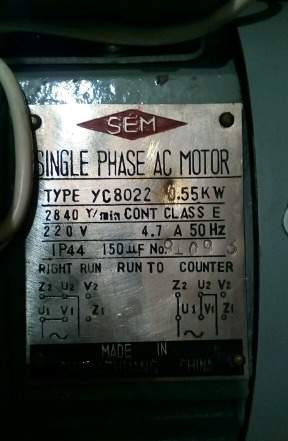 SEM
SINGLE PHASE AC MOTOR
TYPE YC8022 0.55KW
2840 Y/min CONT CLASS E
220V 4.7 A 50Hz
IP44 150µF No.
RIGHT RUN RUN TO COUNTER
Z2 U2 V2 Z2 U2 V2
U1 V1 Z1 U1 V1 Z1
MADE IN
CHINA